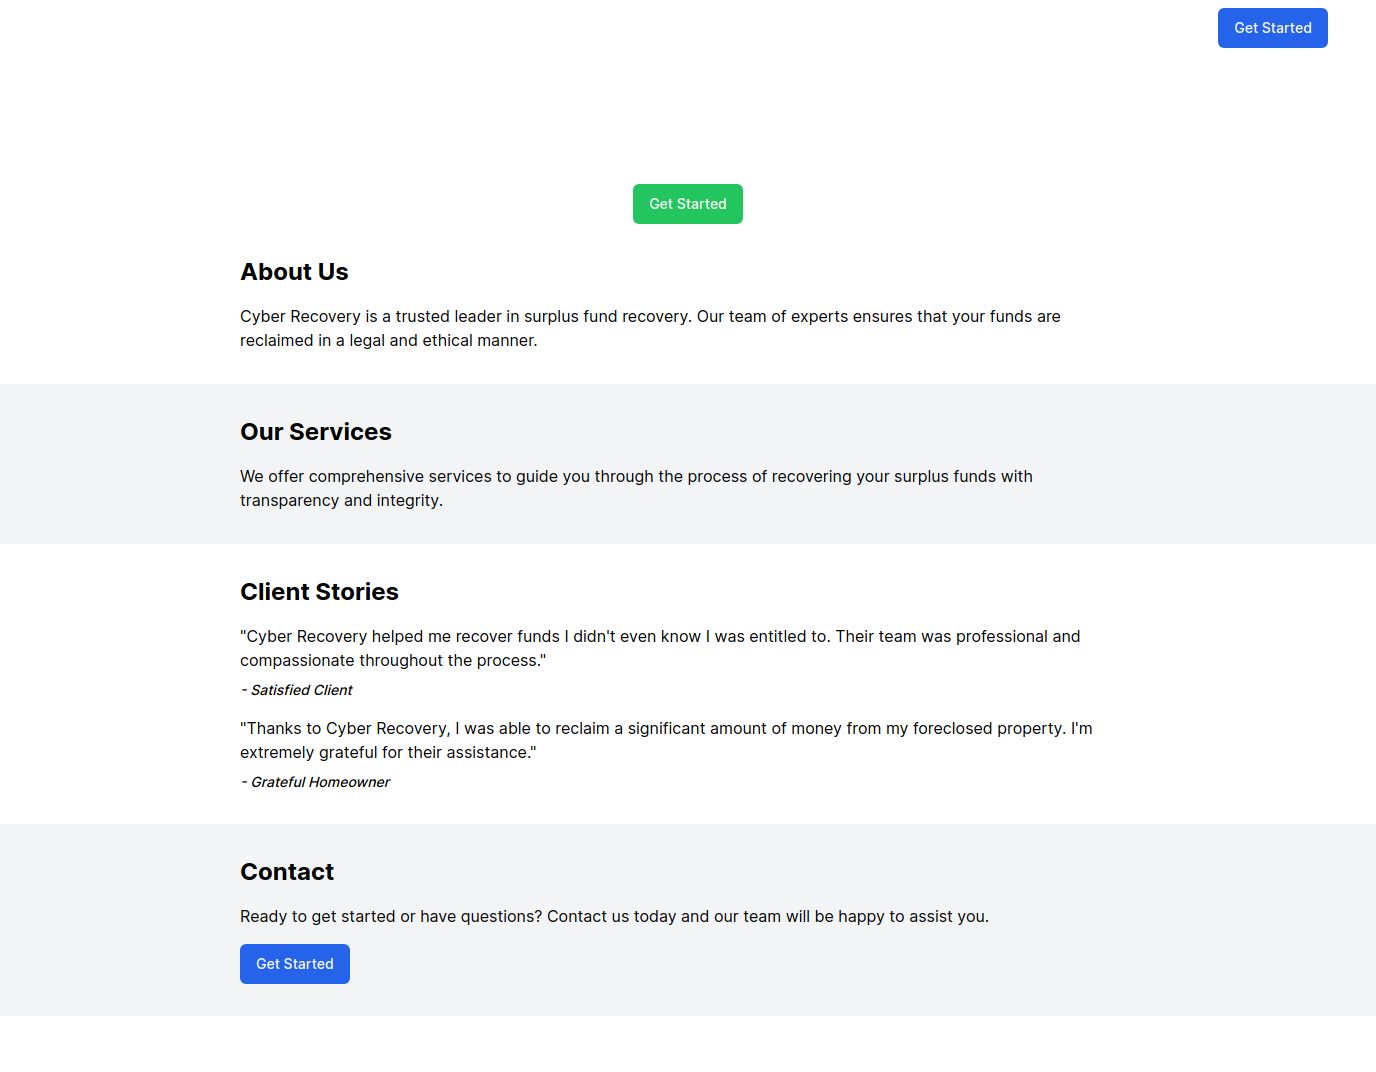 Get Started
Get Started
About Us
Cyber Recovery is a trusted leader in surplus fund recovery. Our team of experts ensures that your funds are
reclaimed in a legal and ethical manner.
Our Services
We offer comprehensive services to guide you through the process of recovering your surplus funds with
transparency and integrity.
Client Stories
"Cyber Recovery helped me recover funds I didn't even know I was entitled to. Their team was professional and
compassionate throughout the process."
- Satisfied Client
"Thanks to Cyber Recovery, I was able to reclaim a significant amount of money from my foreclosed property. I'm
extremely grateful for their assistance."
- Grateful Homeowner
Contact
Ready to get started or have questions? Contact us today and our team will be happy to assist you.
Get Started